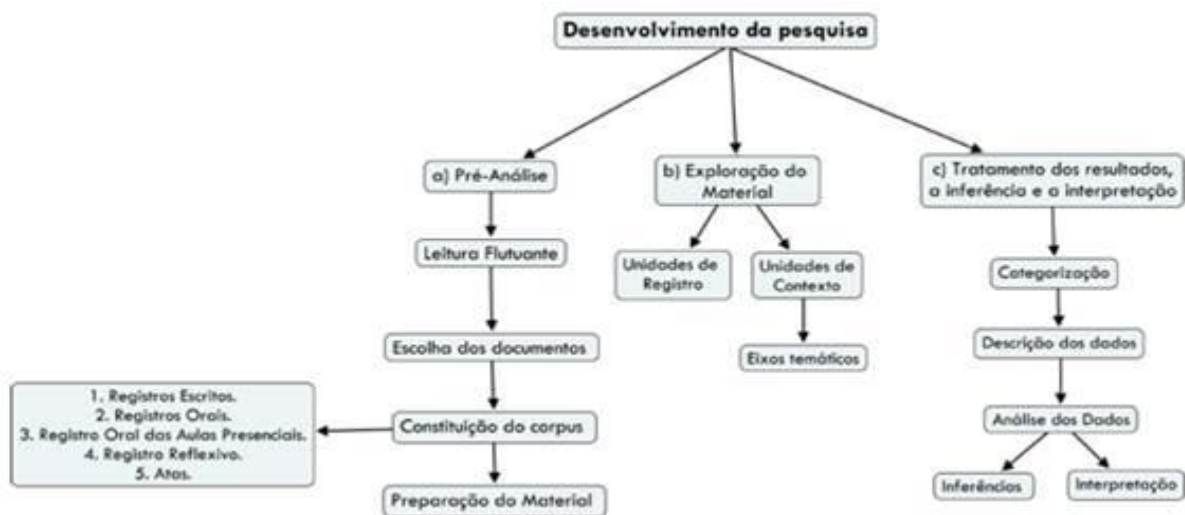 Desenvolvimento da pesquisa
a) Pré-Análise
Leitura Flutuante
Escolha dos documentos
Constituição do corpus
1. Registros Escritos.
2. Registros Orais.
3. Registro Oral das Aulas Presenciais.
4. Registro Reflexivo.
5. Atas.
Preparação do Material
b) Exploração do
Material
Unidades de
Registro
Unidades de
Contexto
Eixos temáticos
c) Tratamento dos resultados,
a inferência e a interpretação
Categorização
Descrição dos dados
Análise dos Dados
Inferências
Interpretação